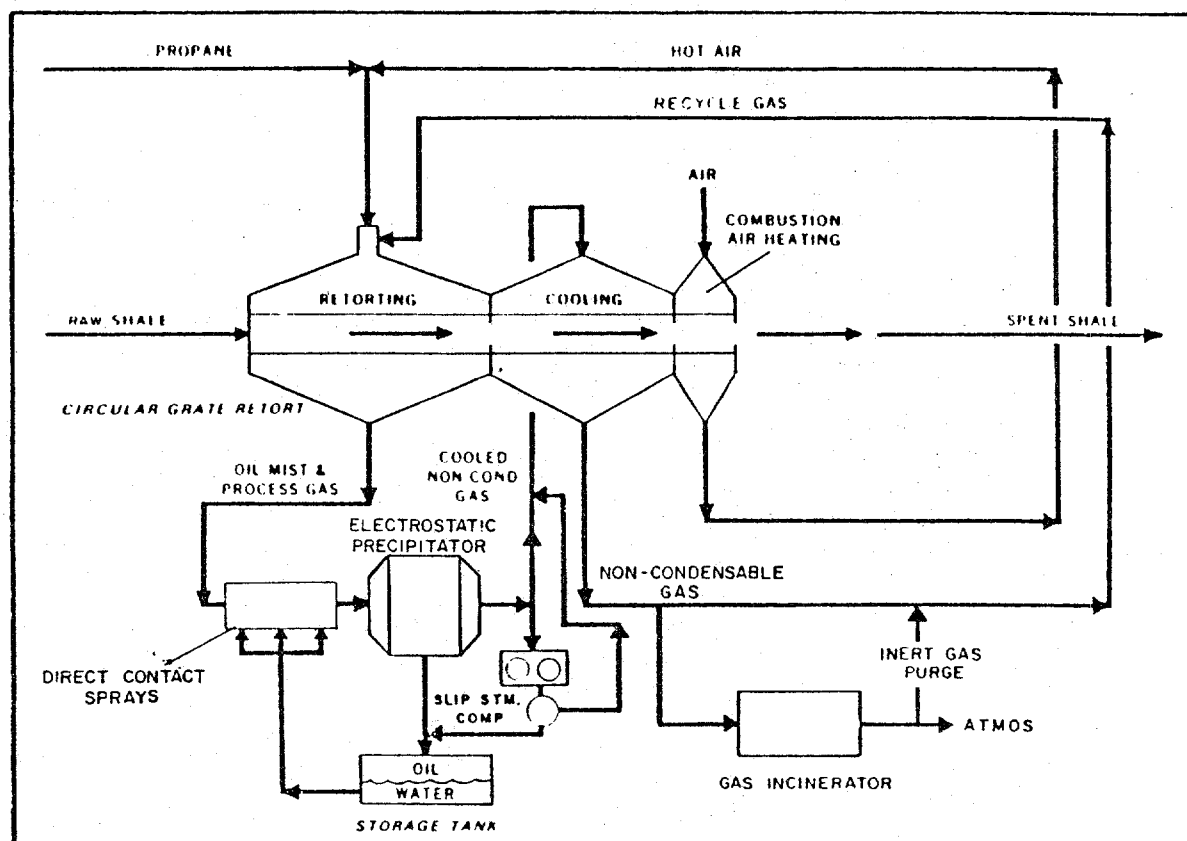 PROPANE
HOT AIR
RECYCLE GAS
AIR
COMBUSTION
AIR HEATING
RETORTING
COOLING
RAW SHALE
SPENT SHALE
CIRCULAR GRATE RETORT
OIL MIST &
PROCESS GAS
COOLED
NON COND
GAS
ELECTROSTATIC
PRECIPITATOR
NON-CONDENSABLE
GAS
DIRECT CONTACT
SPRAYS
SLIP STM.
COMP
INERT GAS
PURGE
ATMOS
OIL
WATER
GAS INCINERATOR
STORAGE TANK